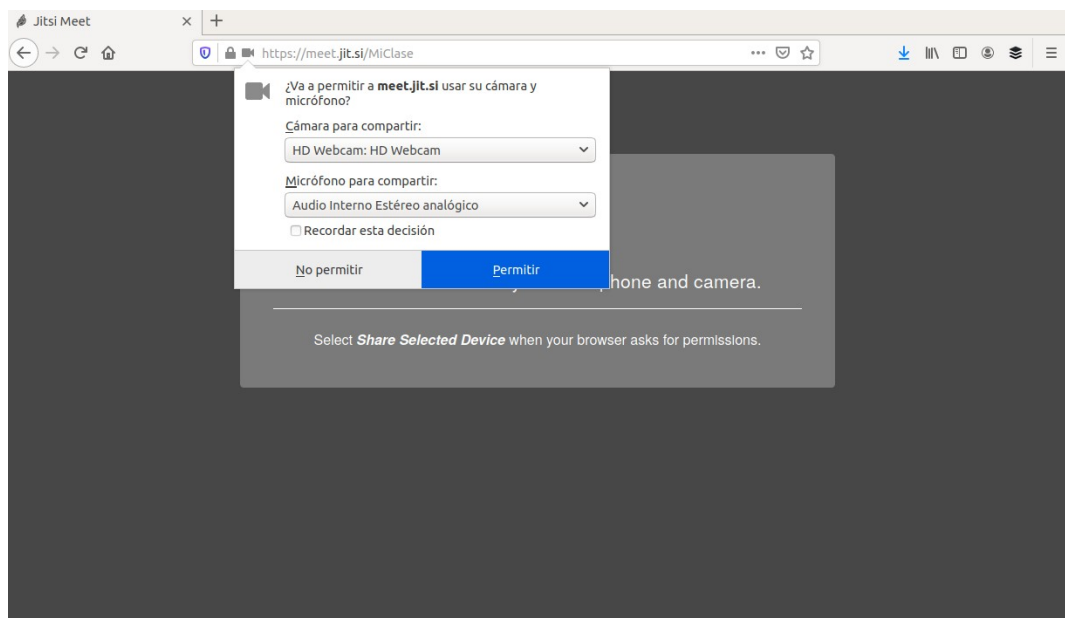 Jitsi Meet
https://meet.jit.si/MiClase
¿Va a permitir a meet.jit.si usar su cámara y
micrófono?
Cámara para compartir:
HD Webcam: HD Webcam
Micrófono para compartir:
Audio Interno Estéreo analógico
Recordar esta decisión
No permitir
Permitir
and camera.
Select Share Selected Device when your browser asks for permissions.